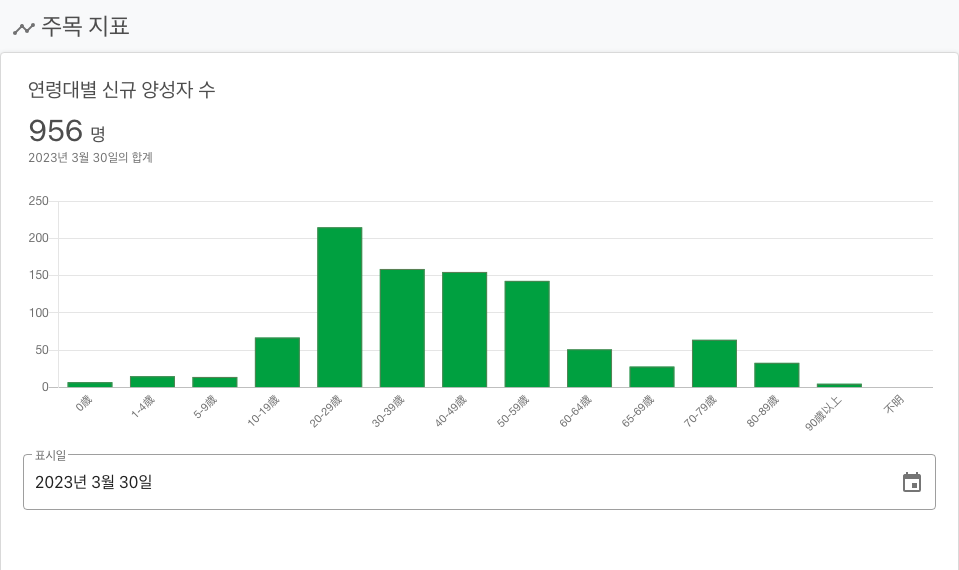 주목 지표
연령대별 신규 양성자 수
956 명
2023년 3월 30일의 합계
250
200
150
100
50
0
0歳
1-4歳
5-9歳
10-19歳
20-29歳
30-39歳
40-49歳
50-59歳
60-64歳
65-69歳
70-79歳
80-89歳
90歳以上
不明
표시일
2023년 3월 30일